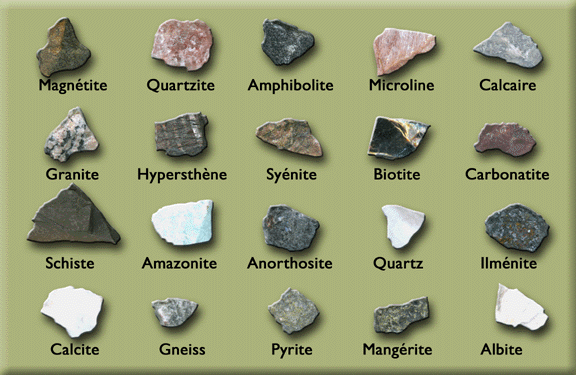 Magnétite Quartzite Amphibolite Microline Calcaire
Granite Hypersthène Syénite Biotite Carbonatite
Schiste Amazonite Anorthosite Quartz Ilménite
Calcite Gneiss Pyrite Mangérite Albite